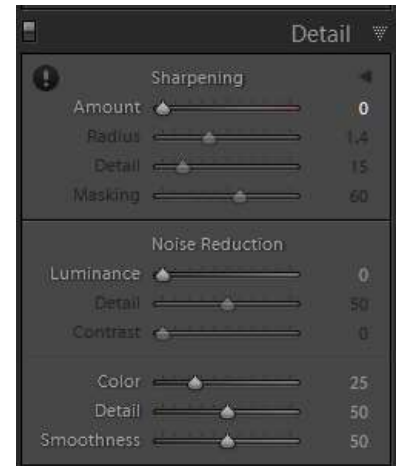 Detail
Sharpening
Amount 0
Radius 1,4
Detail 15
Masking 60
Noise Reduction
Luminance 0
Detail 50
Contrast 0
Color 25
Detail 50
Smoothness 50